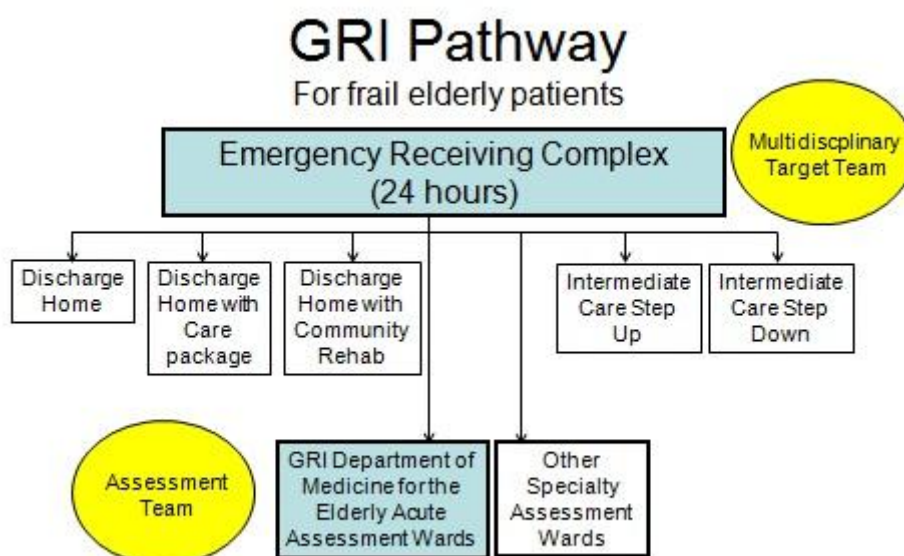 GRI Pathway
For frail elderly patients
Emergency Receiving Complex
(24 hours)
Multidiscplinary
Target Team
Discharge
Home
Discharge
Home with
Care
package
Discharge
Home with
Community
Rehab
Intermediate
Care Step
Up
Intermediate
Care Step
Down
Assessment
Team
GRI Department of
Medicine for the
Elderly Acute
Assessment Wards
Other
Specialty
Assessment
Wards